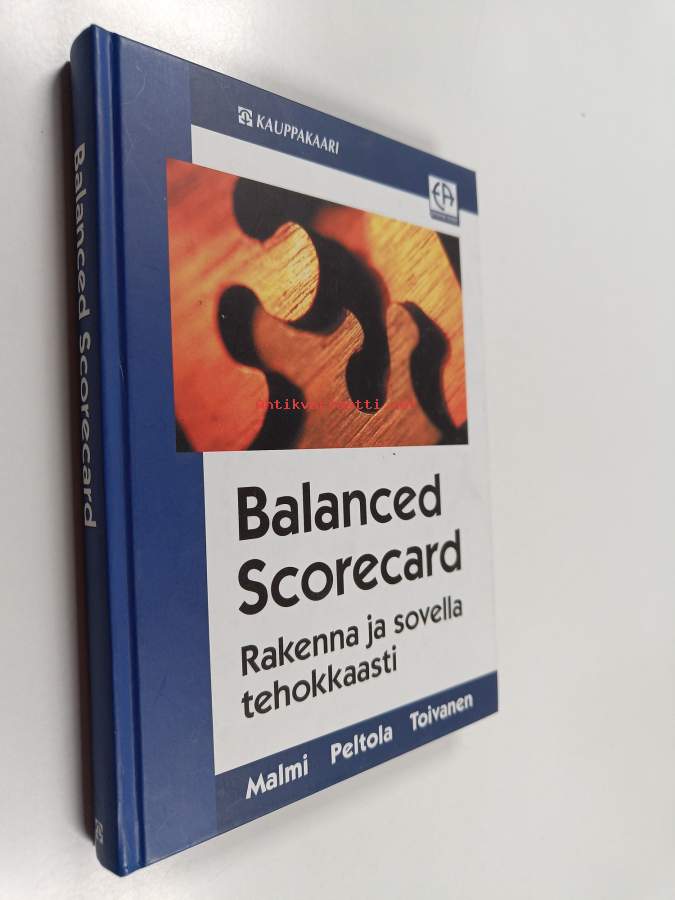 Balanced Scorecard
KAUPPAKAARI
Balanced
Scorecard
Rakenna ja sovella
tehokkaasti
Malmi Peltola Toivanen